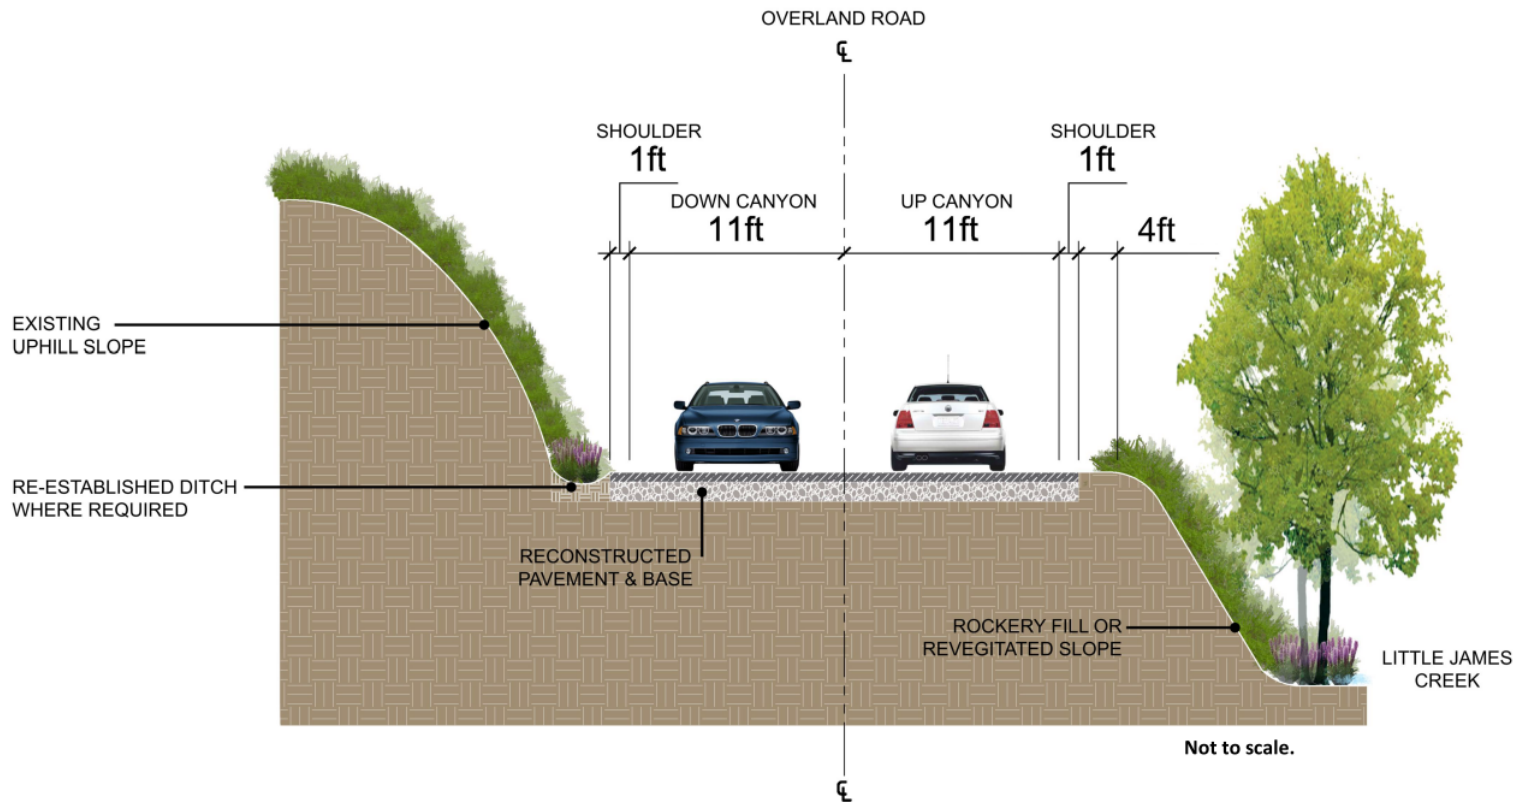 OVERLAND ROAD
℄
SHOULDER
1ft
SHOULDER
1ft
DOWN CANYON
11ft
UP CANYON
11ft
4ft
EXISTING
UPHILL SLOPE
RE-ESTABLISHED DITCH
WHERE REQUIRED
RECONSTRUCTED
PAVEMENT & BASE
ROCKERY FILL OR
REVEGITATED SLOPE
LITTLE JAMES
CREEK
Not to scale.
℄